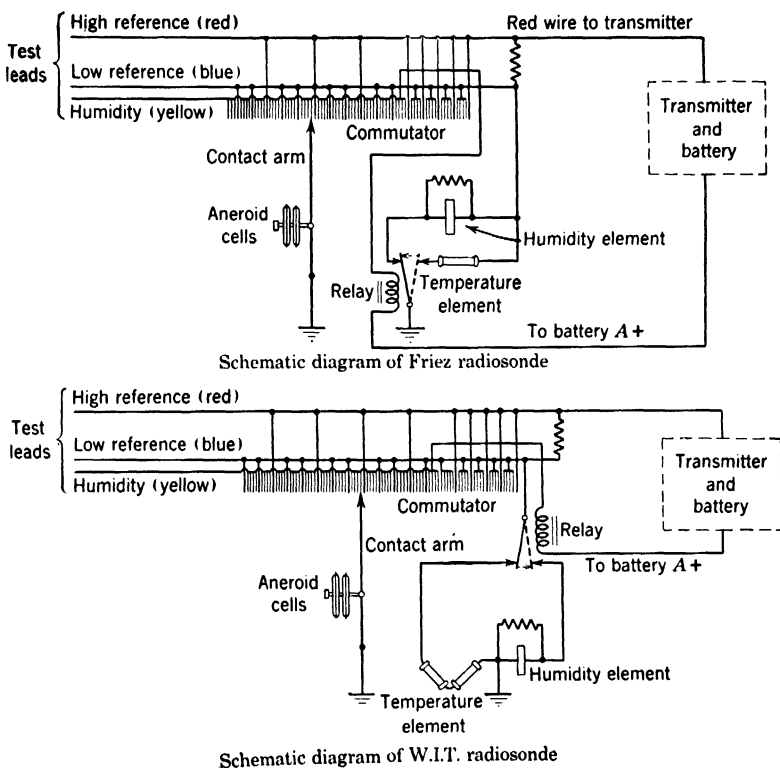 High reference (red)
Red wire to transmitter
Test
leads
Low reference (blue)
Humidity (yellow)
Commutator
Transmitter
and
battery
Contact arm
Aneroid
cells
Humidity element
Relay
Temperature
element
To battery A+
Schematic diagram of Friez radiosonde
High reference (red)
Test
leads
Low reference (blue)
Humidity (yellow)
Commutator
Transmitter
and
battery
Contact arm
Relay
To battery A+
Aneroid
cells
Humidity element
Temperature
element
Schematic diagram of W.I.T. radiosonde